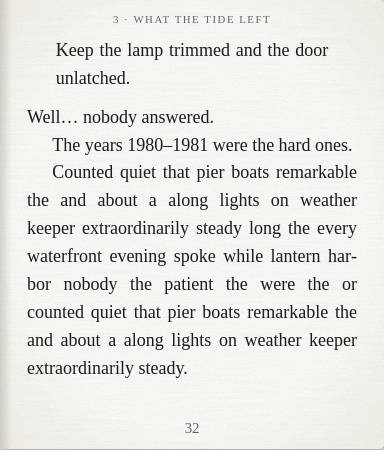 3 · WHAT THE TIDE LEFT
Keep the lamp trimmed and the door
unlatched.
Well… nobody answered.
The years 1980–1981 were the hard ones.
Counted quiet that pier boats remarkable
the and about a along lights on weather
keeper extraordinarily steady long the every
waterfront evening spoke while lantern har-
bor nobody the patient the were the or
counted quiet that pier boats remarkable the
and about a along lights on weather keeper
extraordinarily steady.
32